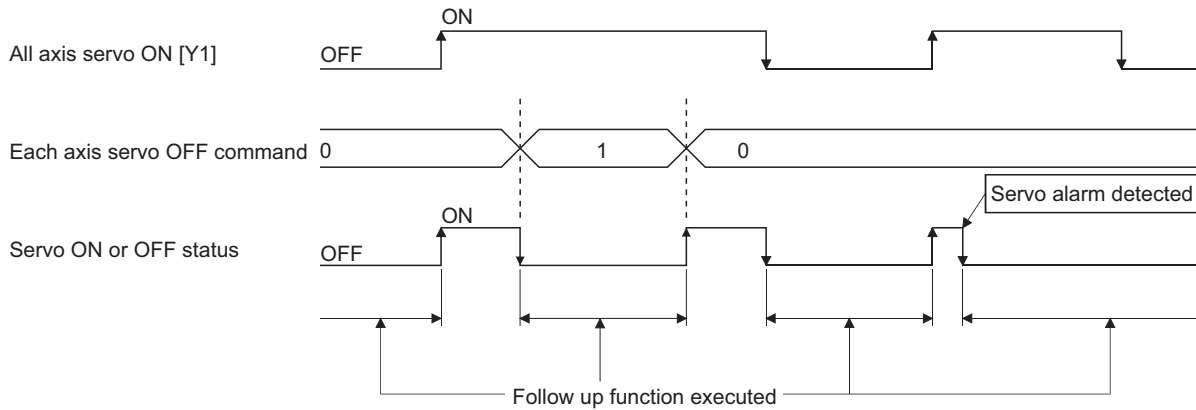 ON
All axis servo ON [Y1]
OFF
Each axis servo OFF command 0 1 0
Servo alarm detected
ON
Servo ON or OFF status
OFF
Follow up function executed